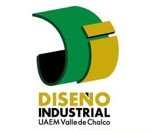 DISEÑO
INDUSTRIAL
UAEM Valle de Chalco